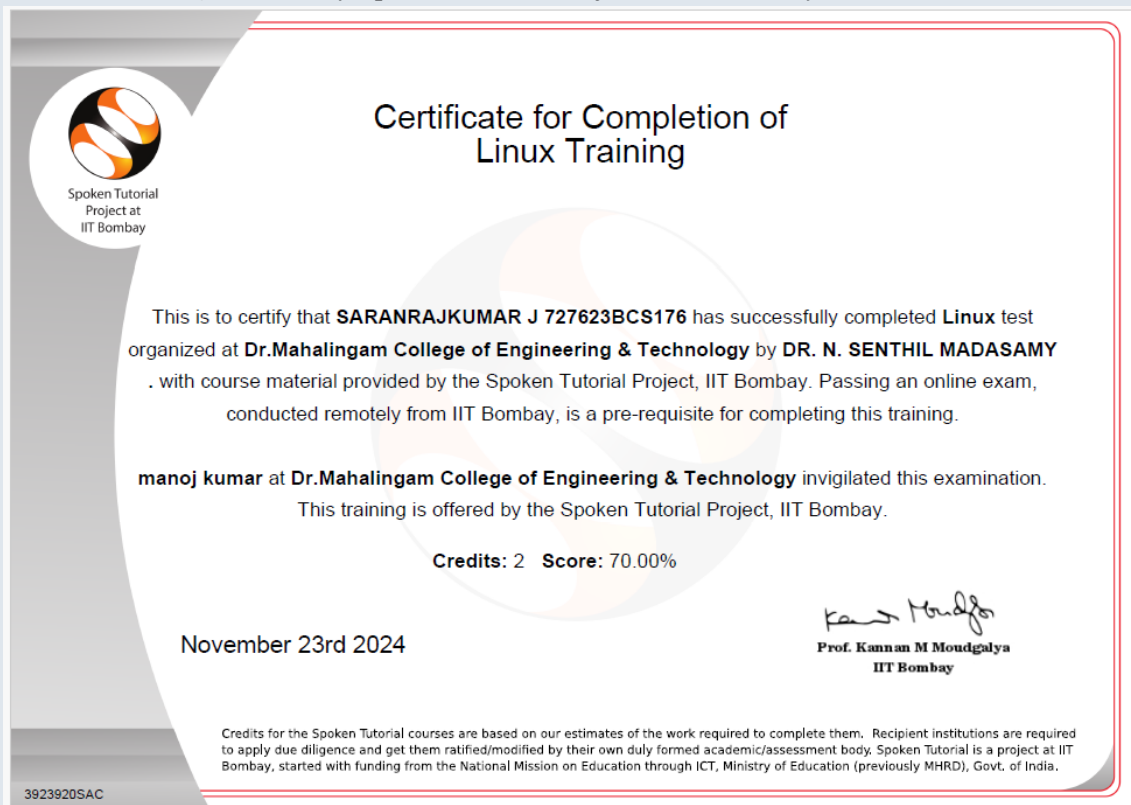 Spoken Tutorial
Project at
IIT Bombay
Certificate for Completion of
Linux Training
This is to certify that SARANRAJKUMAR J 727623BCS176 has successfully completed Linux test
organized at Dr.Mahalingam College of Engineering & Technology by DR. N. SENTHIL MADASAMY
. with course material provided by the Spoken Tutorial Project, IIT Bombay. Passing an online exam,
conducted remotely from IIT Bombay, is a pre-requisite for completing this training.
manoj kumar at Dr.Mahalingam College of Engineering & Technology invigilated this examination.
This training is offered by the Spoken Tutorial Project, IIT Bombay.
Credits: 2 Score: 70.00%
November 23rd 2024
Prof. Kannan M Moudgalya
IIT Bombay
Credits for the Spoken Tutorial courses are based on our estimates of the work required to complete them. Recipient institutions are required
to apply due diligence and get them ratified/modified by their own duly formed academic/assessment body. Spoken Tutorial is a project at IIT
Bombay, started with funding from the National Mission on Education through ICT, Ministry of Education (previously MHRD), Govt. of India.
3923920SAC